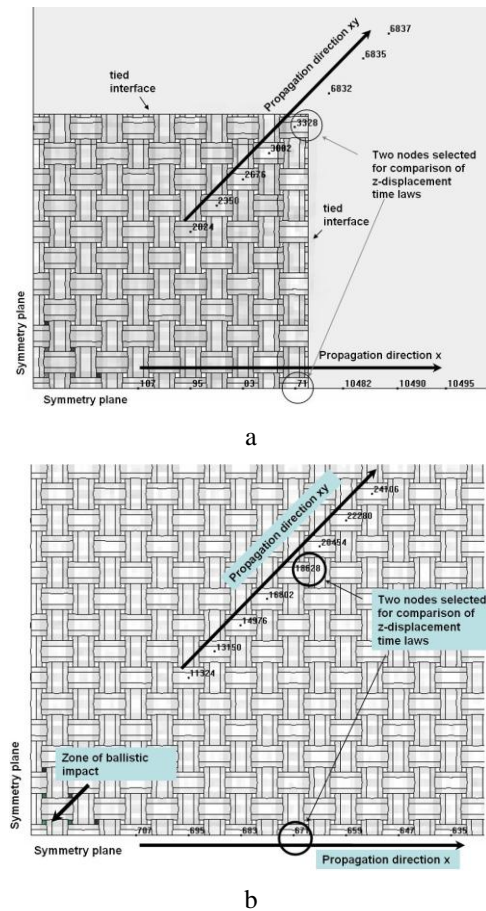 6837
6835
Propagation direction xy
6832
tied
interface
3328
3002
Two nodes selected
for comparison of
z-displacement
time laws
2676
2350
tied
interface
2024
Symmetry plane
Propagation direction x
107 95 83 71 10482 10490 10495
Symmetry plane
a
24106
Propagation direction xy
22280
20454
18628
Two nodes selected
for comparison of
z-displacement
time laws
16802
14976
13150
11324
Zone of ballistic
impact
Symmetry plane
707 695 683 671 659 647 635
Symmetry plane
Propagation direction x
b